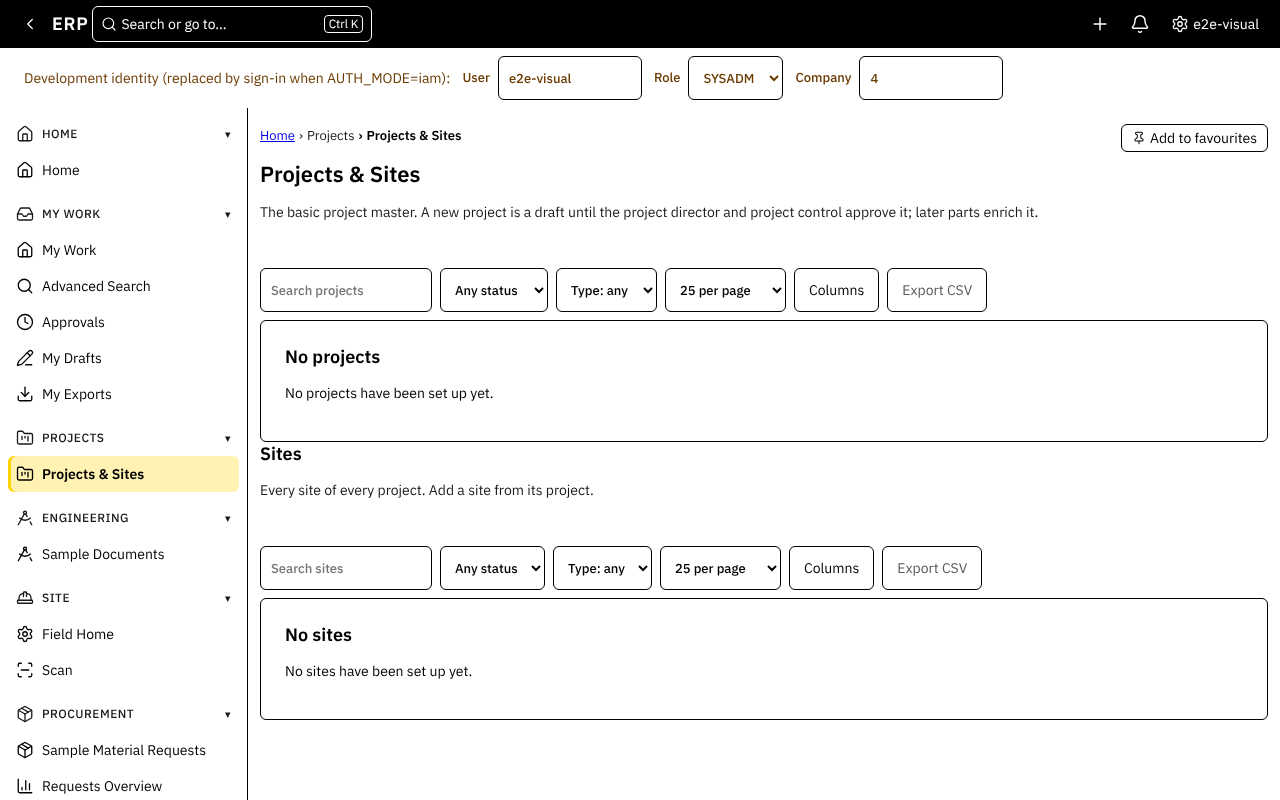 ERP Search or go to... Ctrl K e2e-visual
Development identity (replaced by sign-in when AUTH_MODE=iam): User e2e-visual Role SYSADM Company 4
HOME
Home
MY WORK
My Work
Advanced Search
Approvals
My Drafts
My Exports
PROJECTS
Projects & Sites
ENGINEERING
Sample Documents
SITE
Field Home
Scan
PROCUREMENT
Sample Material Requests
Requests Overview
Home › Projects › Projects & Sites
Add to favourites
Projects & Sites
The basic project master. A new project is a draft until the project director and project control approve it; later parts enrich it.
Search projects Any status Type: any 25 per page Columns Export CSV
No projects
No projects have been set up yet.
Sites
Every site of every project. Add a site from its project.
Search sites Any status Type: any 25 per page Columns Export CSV
No sites
No sites have been set up yet.